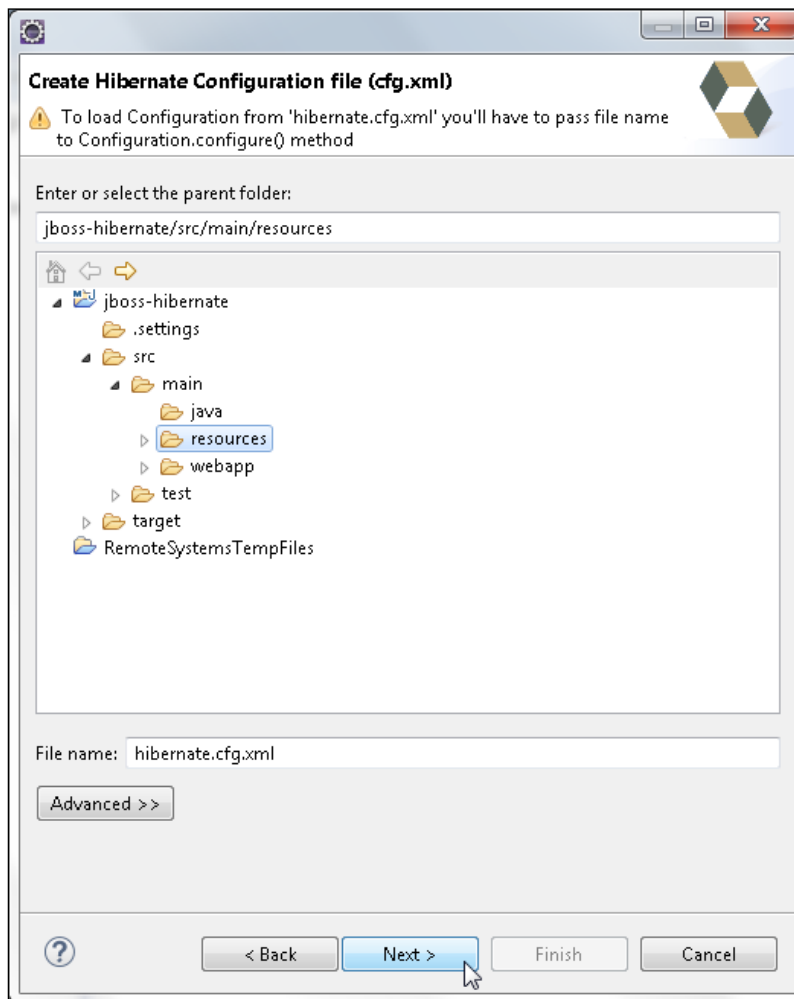 Create Hibernate Configuration file (cfg.xml)
To load Configuration from 'hibernate.cfg.xml' you'll have to pass file name
to Configuration.configure() method
Enter or select the parent folder:
jboss-hibernate/src/main/resources
jboss-hibernate
.settings
src
main
java
resources
webapp
test
target
RemoteSystemsTempFiles
File name: hibernate.cfg.xml
Advanced >>
< Back Next > Finish Cancel